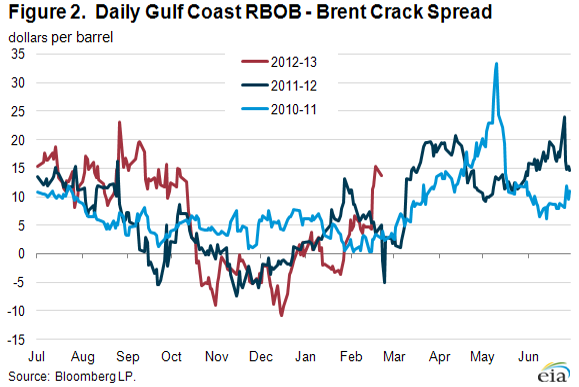 Figure 2.  Daily Gulf Coast RBOB - Brent Crack Spread
dollars per barrel
35
30
25
20
15
10
5
0
-5
-10
-15
2012-13
2011-12
2010-11
Jul Aug Sep Oct Nov Dec Jan Feb Mar Apr May Jun
Source:  Bloomberg LP.
eia